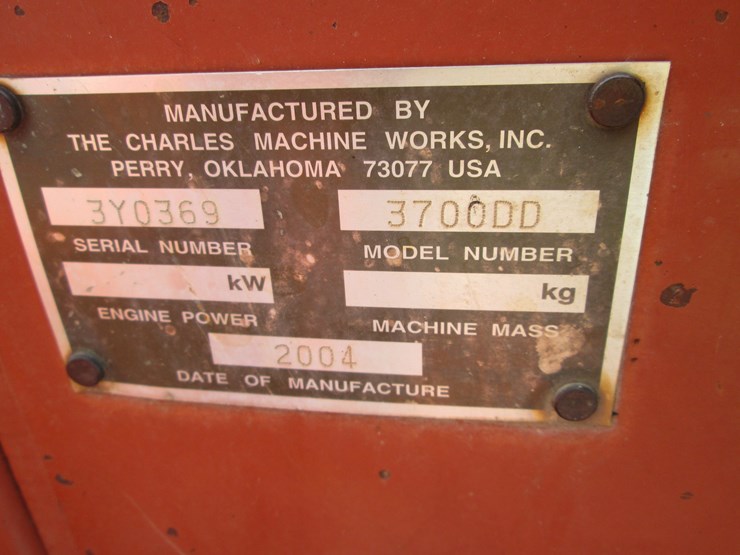 MANUFACTURED BY
THE CHARLES MACHINE WORKS, INC.
PERRY, OKLAHOMA 73077 USA
3Y0369 3700DD
SERIAL NUMBER MODEL NUMBER
kW kg
ENGINE POWER MACHINE MASS
2004
DATE OF MANUFACTURE